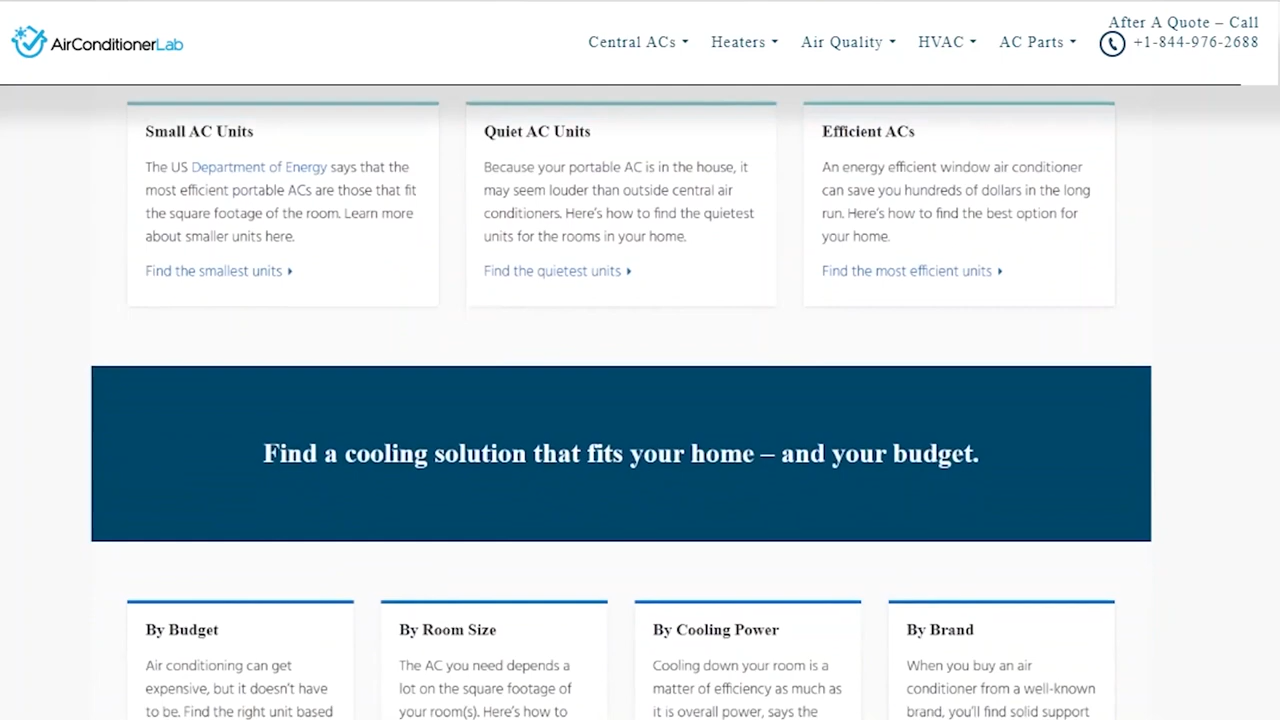 AirConditionerLab
Central ACs
Heaters
Air Quality
HVAC
AC Parts
After A Quote – Call
+1-844-976-2688
Small AC Units
The US Department of Energy says that the
most efficient portable ACs are those that fit
the square footage of the room. Learn more
about smaller units here.
Find the smallest units
Quiet AC Units
Because your portable AC is in the house, it
may seem louder than outside central air
conditioners. Here's how to find the quietest
units for the rooms in your home.
Find the quietest units
Efficient ACs
An energy efficient window air conditioner
can save you hundreds of dollars in the long
run. Here's how to find the best option for
your home.
Find the most efficient units
Find a cooling solution that fits your home – and your budget.
By Budget
Air conditioning can get
expensive, but it doesn't have
to be. Find the right unit based
By Room Size
The AC you need depends a
lot on the square footage of
your room(s). Here's how to
By Cooling Power
Cooling down your room is a
matter of efficiency as much as
it is overall power, says the
By Brand
When you buy an air
conditioner from a well-known
brand, you'll find solid support